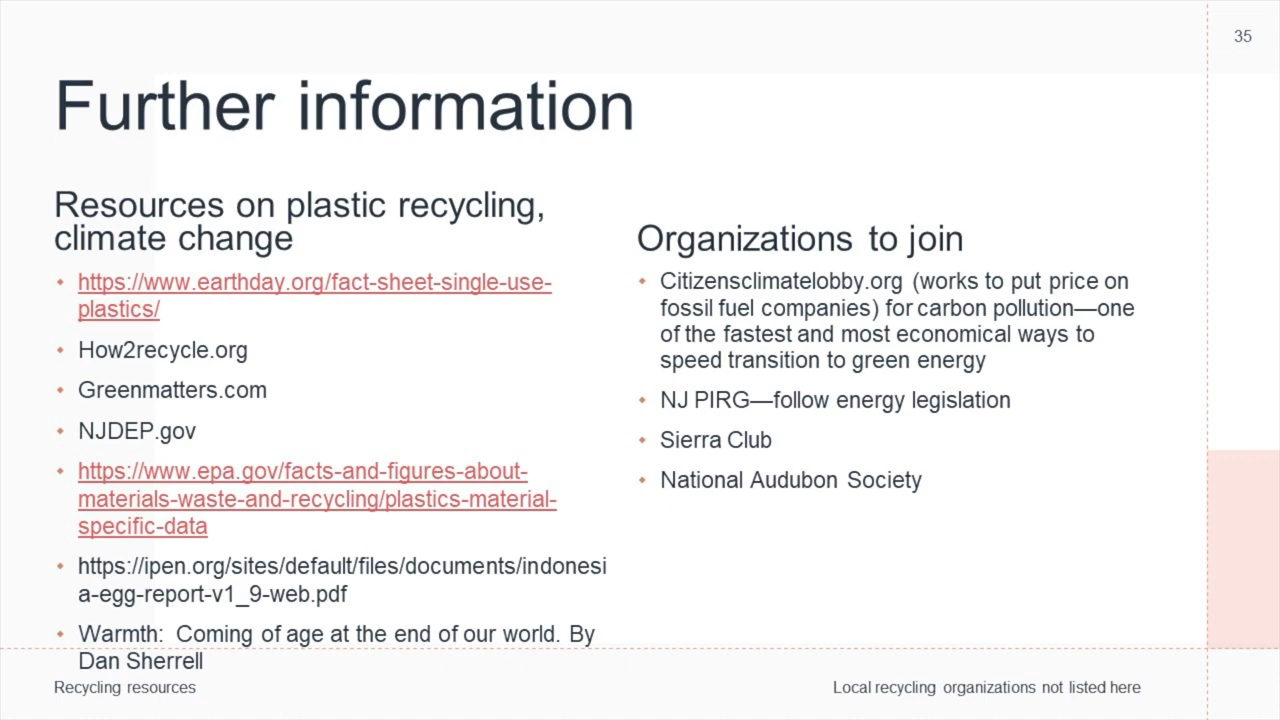 35
Further information
Resources on plastic recycling,
climate change
https://www.earthday.org/fact-sheet-single-use-
plastics/
How2recycle.org
Greenmatters.com
NJDEP.gov
https://www.epa.gov/facts-and-figures-about-
materials-waste-and-recycling/plastics-material-
specific-data
https://ipen.org/sites/default/files/documents/indonesi
a-egg-report-v1_9-web.pdf
Warmth: Coming of age at the end of our world. By
Dan Sherrell
Organizations to join
Citizensclimatelobby.org (works to put price on
fossil fuel companies) for carbon pollution—one
of the fastest and most economical ways to
speed transition to green energy
NJ PIRG—follow energy legislation
Sierra Club
National Audubon Society
Recycling resources
Local recycling organizations not listed here